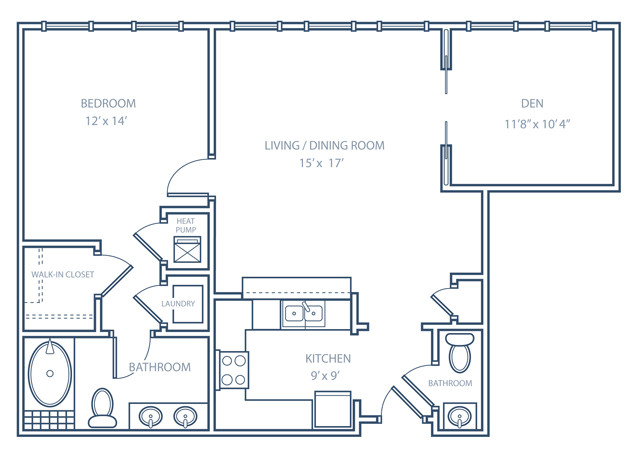 BEDROOM
12' x 14'
LIVING / DINING ROOM
15' x 17'
DEN
11'8" x 10' 4"
HEAT
PUMP
WALK-IN CLOSET
LAUNDRY
BATHROOM
KITCHEN
9' x 9'
BATHROOM